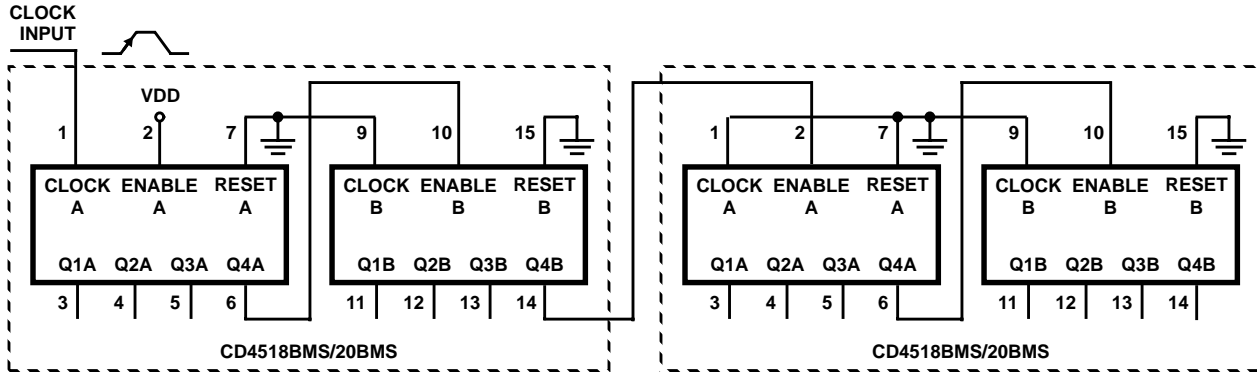 CLOCK
INPUT
VDD
1 2 7 9 10 15 1 2 7 9 10 15
CLOCK ENABLE RESET CLOCK ENABLE RESET CLOCK ENABLE RESET CLOCK ENABLE RESET
A A A B B B A A A B B B
Q1A Q2A Q3A Q4A Q1B Q2B Q3B Q4B Q1A Q2A Q3A Q4A Q1B Q2B Q3B Q4B
3 4 5 6 11 12 13 14 3 4 5 6 11 12 13 14
CD4518BMS/20BMS CD4518BMS/20BMS